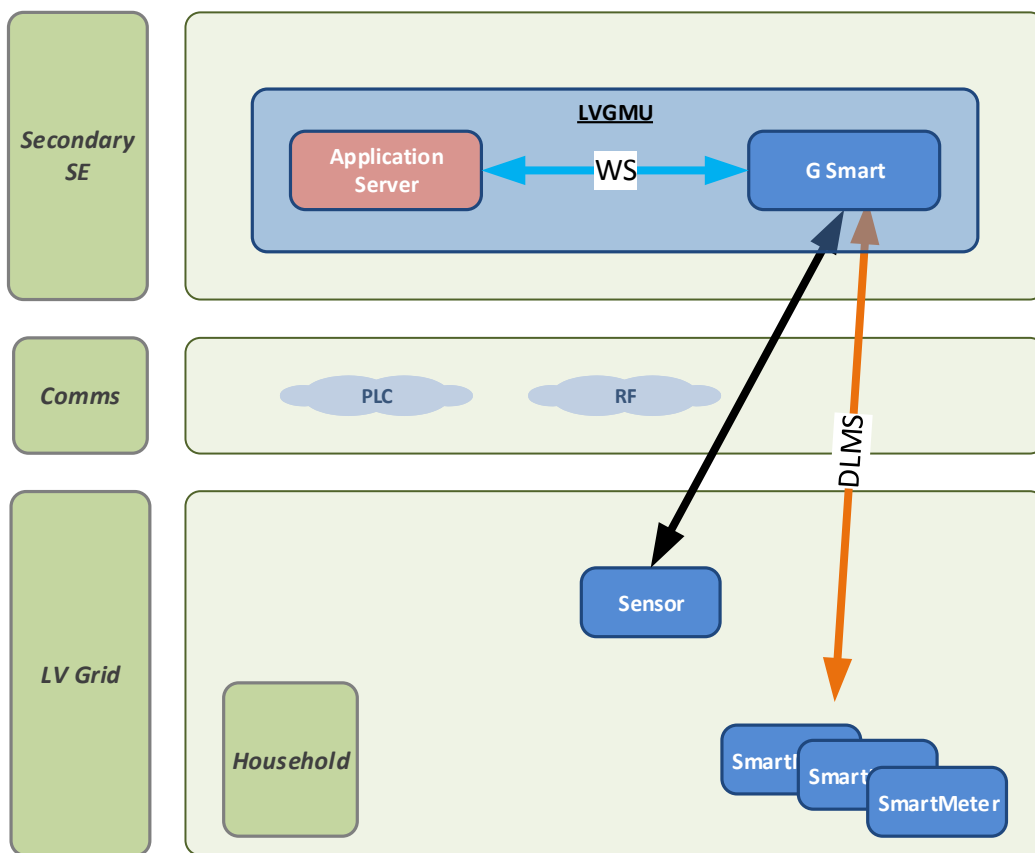 Secondary
SE
LVGMU
Application
Server
WS
G Smart
Comms
PLC
RF
DLMS
LV Grid
Sensor
Household
SmartMeter